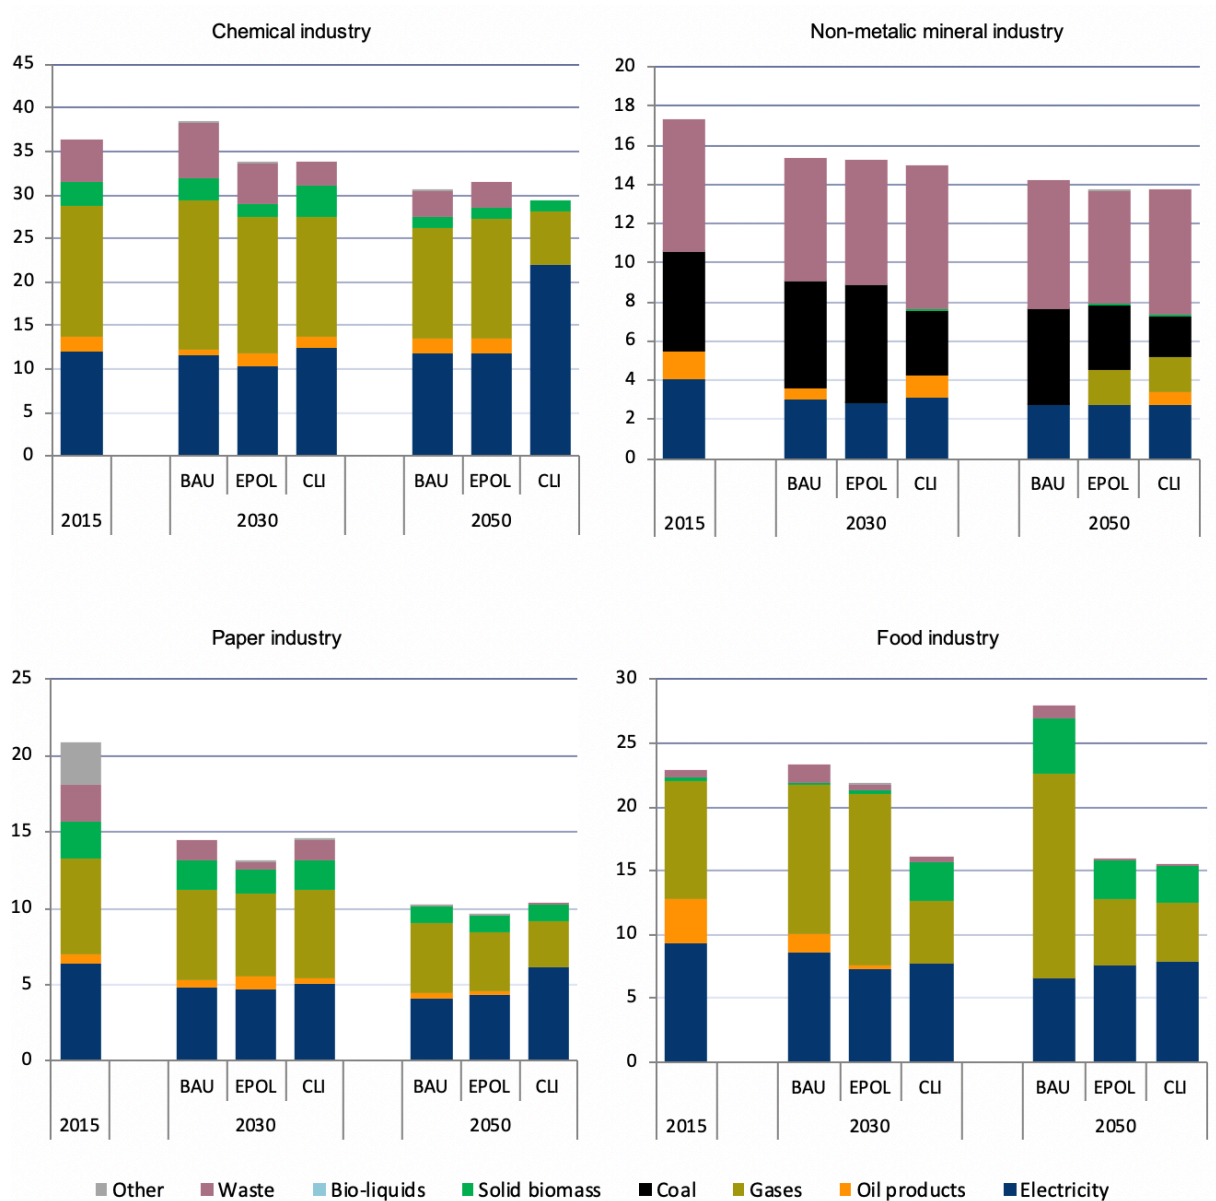 Chemical industry
45
40
35
30
25
20
15
10
5
0
BAU EPOL CLI BAU EPOL CLI
2015 2030 2050
Non-metalic mineral industry
20
18
16
14
12
10
8
6
4
2
0
BAU EPOL CLI BAU EPOL CLI
2015 2030 2050
Paper industry
25
20
15
10
5
0
BAU EPOL CLI BAU EPOL CLI
2015 2030 2050
Food industry
30
25
20
15
10
5
0
BAU EPOL CLI BAU EPOL CLI
2015 2030 2050
Other Waste Bio-liquids Solid biomass Coal Gases Oil products Electricity